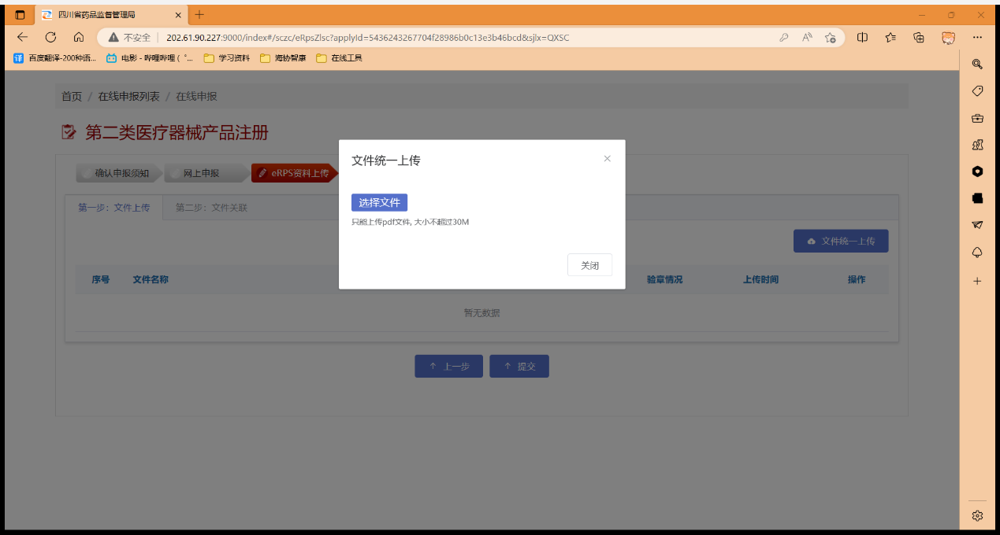 四川省药品监督管理局
不安全
202.61.90.227:9000/index#/sczc/eRpsZlsc?applyId=5436243267704f28986b0c13e3b46bcd&sjlx=QXSC
百度翻译-200种语... 电影 - 哔哩哔哩 ( ゜... 学习资料 海协智康 在线工具
首页 / 在线申报列表 / 在线申报
第二类医疗器械产品注册
文件统一上传
确认申报须知 网上申报 eRPS资料上传
选择文件
第一步：文件上传 第二步：文件关联
只能上传pdf文件, 大小不超过30M
文件统一上传
关闭
序号 文件名称 验章情况 上传时间 操作
暂无数据
上一步 提交